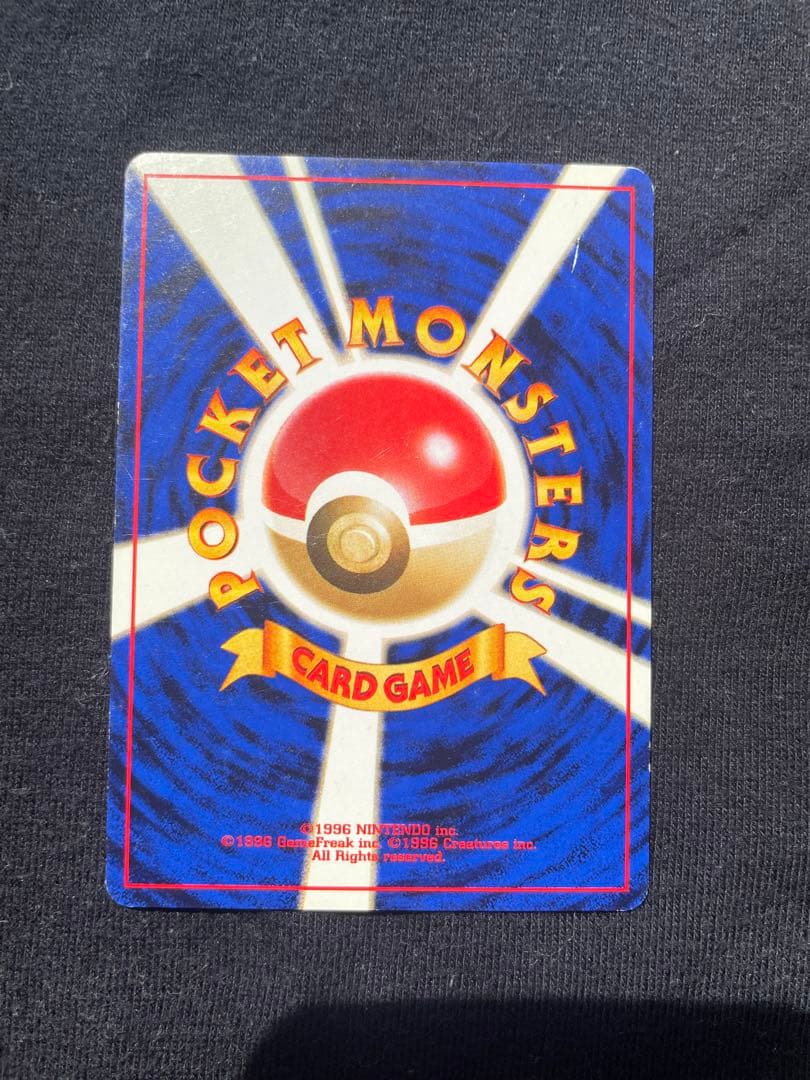 POCKET MONSTERS
CARD GAME
©1996 NINTENDO inc.
©1996 GameFreak inc. ©1996 Creatures inc.
All Rights reserved.